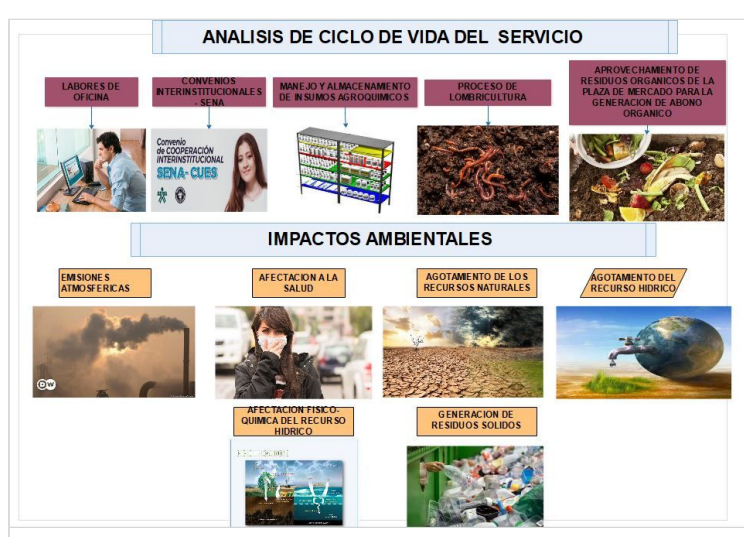 ANALISIS DE CICLO DE VIDA DEL SERVICIO
LABORES DE
OFICINA
CONVENIOS
INTERINSTITUCIONALES
- SENA
MANEJO Y ALMACENAMIENTO
DE INSUMOS AGROQUIMICOS
PROCESO DE
LOMBRICULTURA
APROVECHAMIENTO DE
RESIDUOS ORGANICOS DE LA
PLAZA DE MERCADO PARA LA
GENERACION DE ABONO
ORGANICO
Convenio
de COOPERACIÓN
INTERINSTITUCIONAL
SENA- CUES
IMPACTOS AMBIENTALES
EMISIONES
ATMOSFERICAS
AFECTACION A LA
SALUD
AGOTAMIENTO DE LOS
RECURSOS NATURALES
AGOTAMIENTO DEL
RECURSO HIDRICO
DW
AFECTACION FISICO-
QUIMICA DEL RECURSO
HIDRICO
GENERACION DE
RESIDUOS SOLIDOS